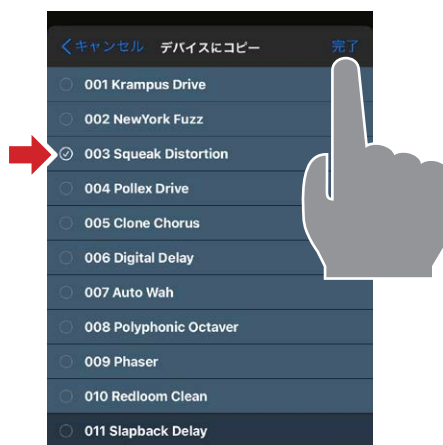 キャンセル デバイスにコピー 完了
001 Krampus Drive
002 NewYork Fuzz
003 Squeak Distortion
004 Pollex Drive
005 Clone Chorus
006 Digital Delay
007 Auto Wah
008 Polyphonic Octaver
009 Phaser
010 Redloom Clean
011 Slapback Delay